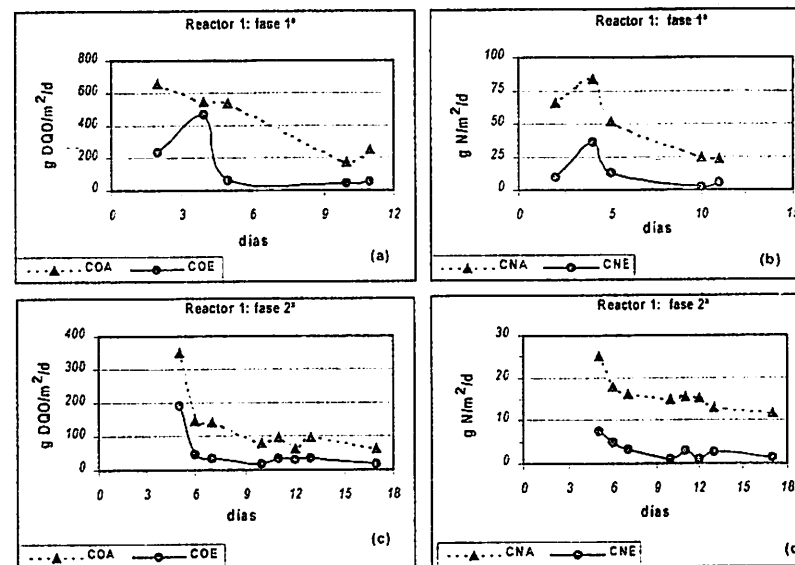 Reactor 1: fase 1ª
g DQO/m²/d
800
600
400
200
0
0 3 6 9 12
días
(a)
COA COE
Reactor 1: fase 1ª
g N/m²/d
100
75
50
25
0
0 5 10 15
días
(b)
CNA CNE
Reactor 1: fase 2ª
g DQO/m²/d
400
300
200
100
0
0 3 6 9 12 15 18
días
(c)
COA COE
Reactor 1: fase 2ª
g N/m²/d
30
20
10
0
0 3 6 9 12 15 18
días
CNA CNE